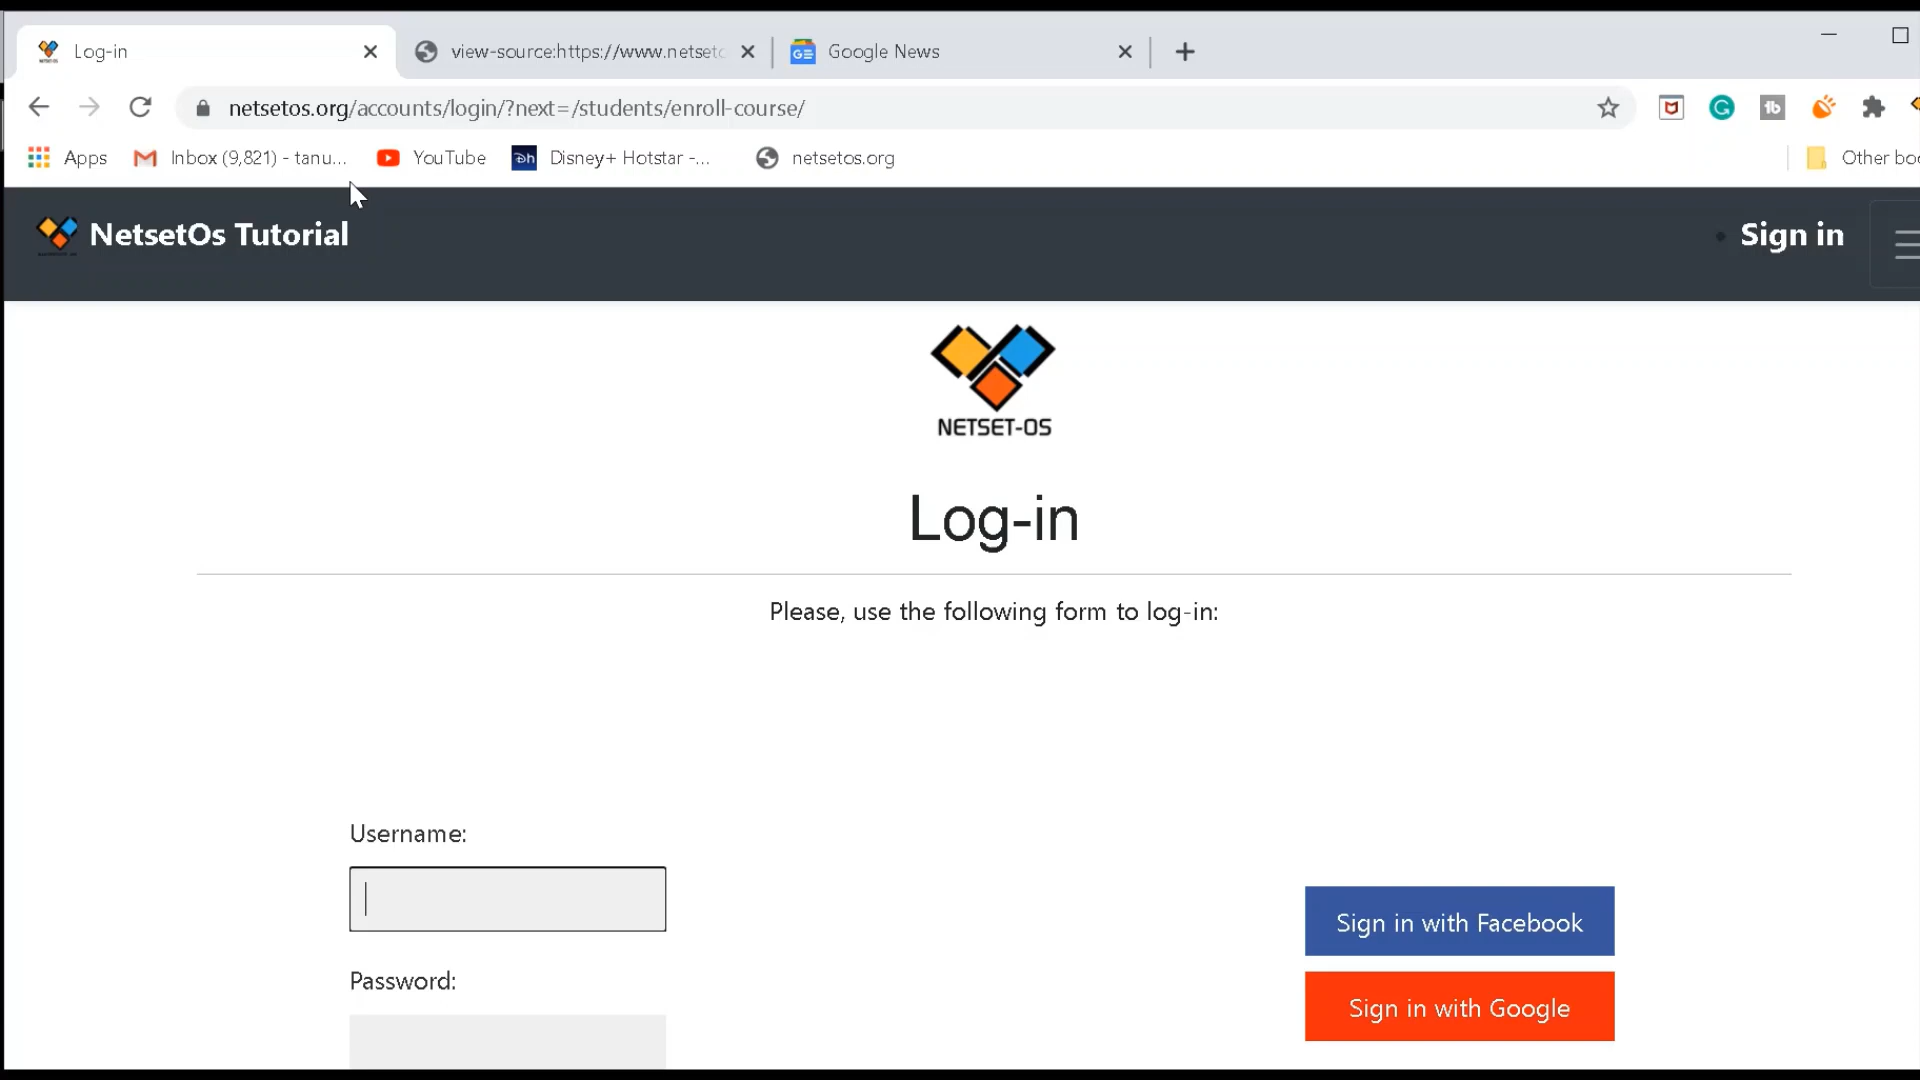 Log-in
view-source:https://www.netseto
Google News
netsetos.org/accounts/login/?next=/students/enroll-course/
Apps
Inbox (9,821) - tanu...
YouTube
Disney+ Hotstar -...
netsetos.org
Other boo
NetsetOs Tutorial
Sign in
NETSET-OS
Log-in
Please, use the following form to log-in:
Username:
Password:
Sign in with Facebook
Sign in with Google